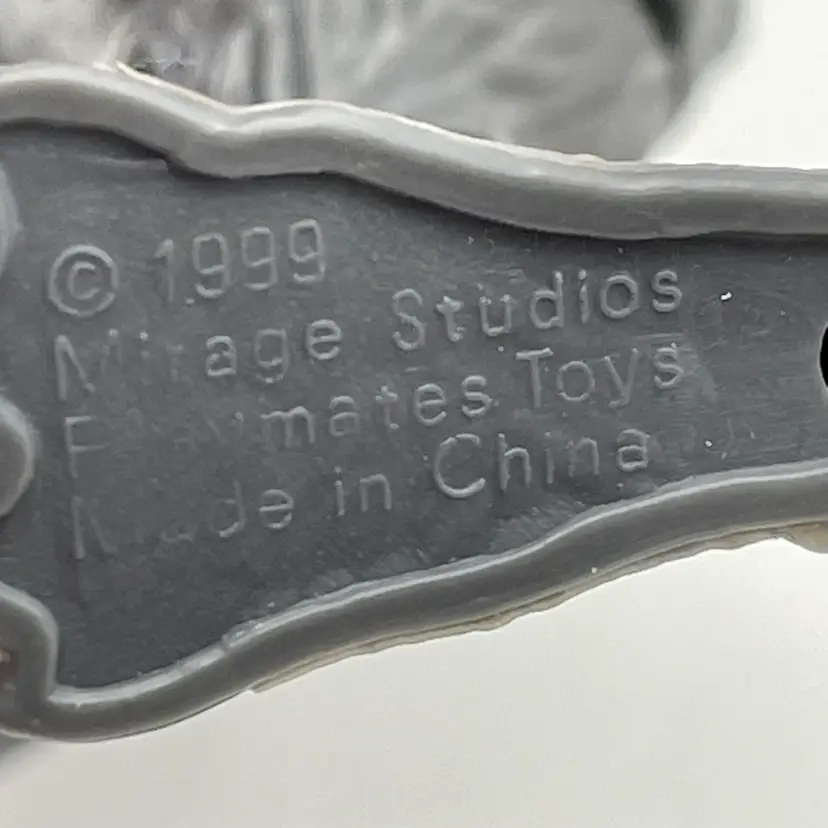 © 1999
Mirage Studios
Playmates Toys
Made in China